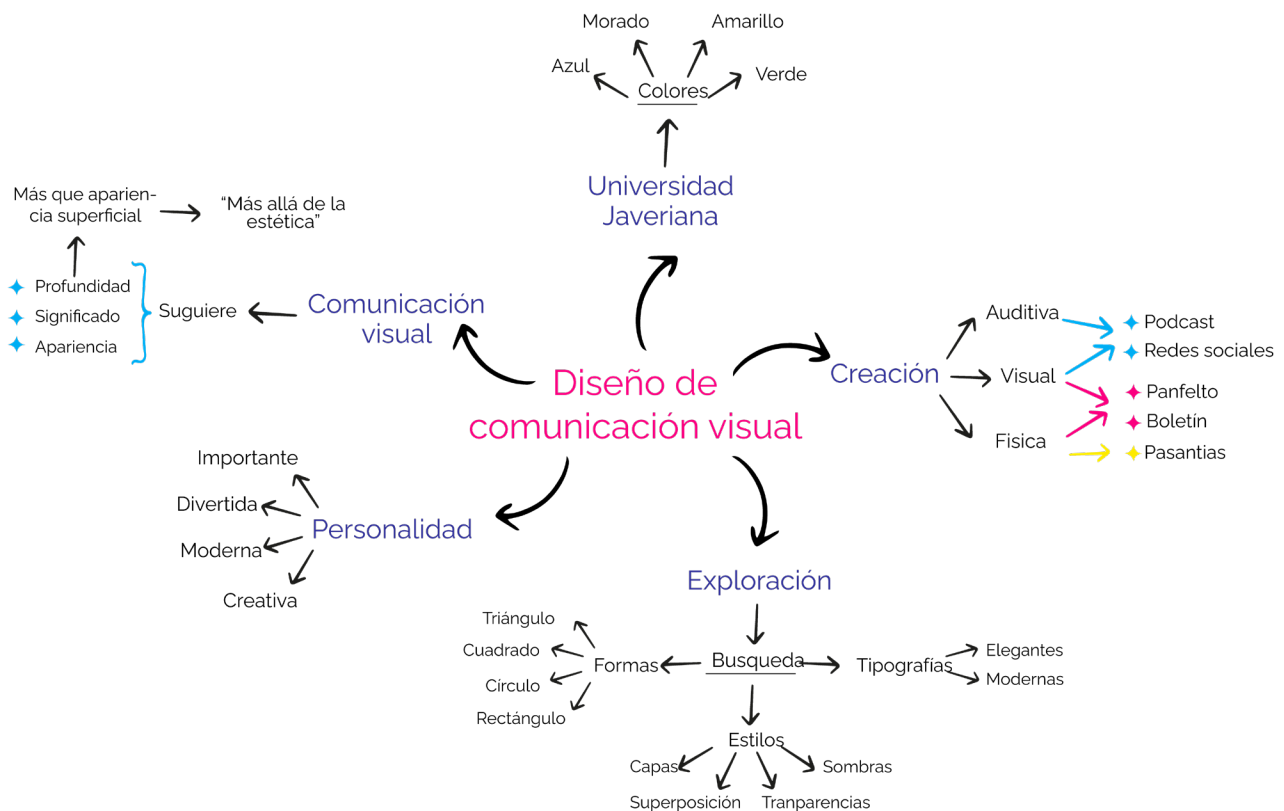 Morado
Amarillo
Azul
Verde
Colores
Universidad
Javeriana
Más que aparien-
cia superficial
“Más allá de la
estética”
Profundidad
Significado
Apariencia
Suguiere
Comunicación
visual
Diseño de
comunicación visual
Creación
Auditiva
Visual
Fisica
Podcast
Redes sociales
Panfelto
Boletín
Pasantias
Importante
Divertida
Moderna
Creativa
Personalidad
Exploración
Busqueda
Formas
Triángulo
Cuadrado
Círculo
Rectángulo
Tipografías
Elegantes
Modernas
Estilos
Capas
Sombras
Superposición
Tranparencias